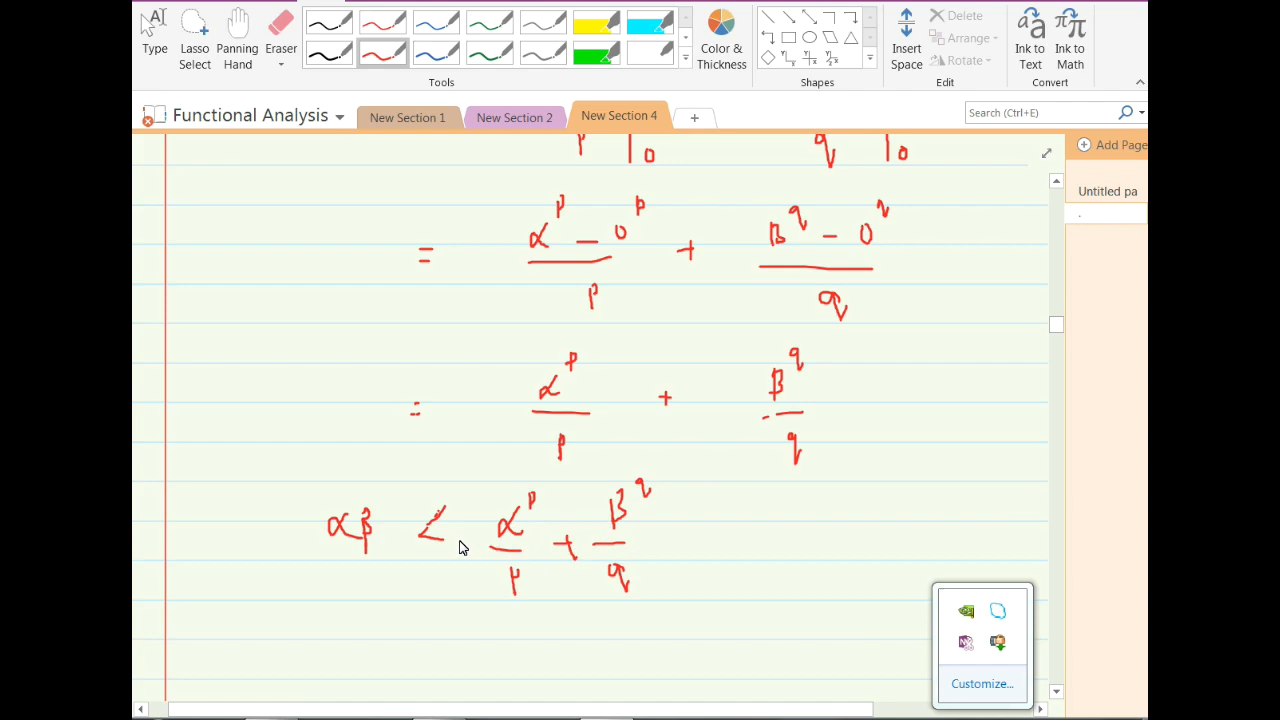 Type
Lasso Select
Panning Hand
Eraser
Color & Thickness
Insert Space
Delete
Arrange
Rotate
Ink to Text
Ink to Math
Tools
Shapes
Edit
Convert
Functional Analysis
New Section 1
New Section 2
New Section 4
+
Search (Ctrl+E)
Add Page
Untitled pa
.
p |₀ q |₀
= (α^p − 0^p)/p + (β^q − 0^q)/q
= α^p/p + β^q/q
αβ < α^p/p + β^q/q
Customize...